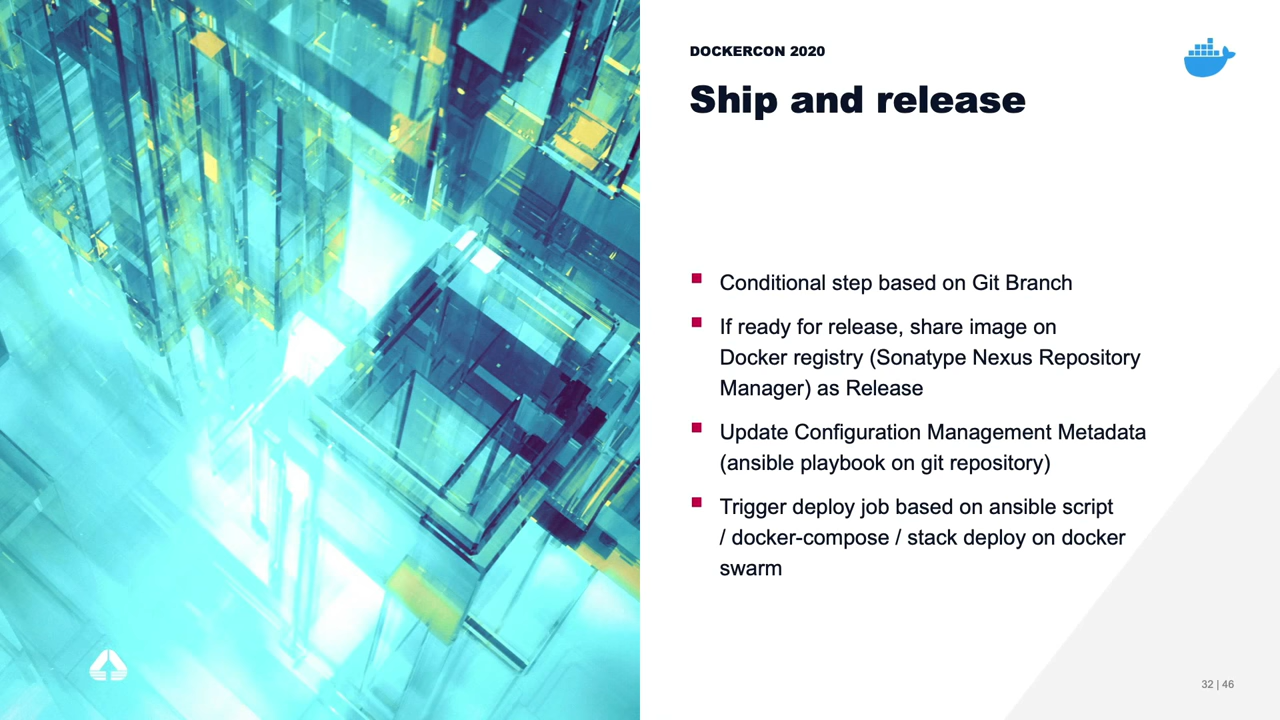 DOCKERCON 2020
Ship and release
Conditional step based on Git Branch
If ready for release, share image on
Docker registry (Sonatype Nexus Repository
Manager) as Release
Update Configuration Management Metadata
(ansible playbook on git repository)
Trigger deploy job based on ansible script
/ docker-compose / stack deploy on docker
swarm
32 | 46